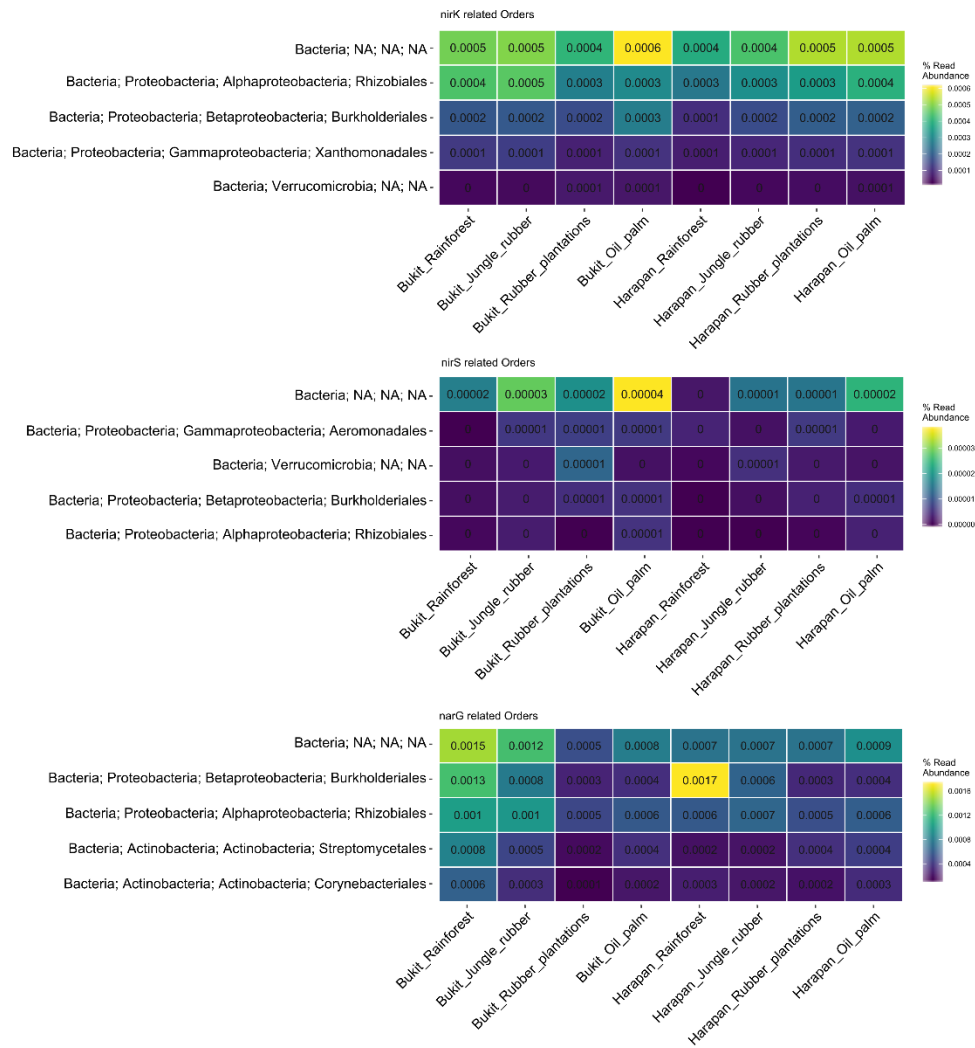 nirK related Orders
Bacteria; NA; NA; NA 0.0005 0.0005 0.0004 0.0006 0.0004 0.0004 0.0005 0.0005
Bacteria; Proteobacteria; Alphaproteobacteria; Rhizobiales 0.0004 0.0005 0.0003 0.0003 0.0003 0.0003 0.0003 0.0004
Bacteria; Proteobacteria; Betaproteobacteria; Burkholderiales 0.0002 0.0002 0.0002 0.0003 0.0001 0.0002 0.0002 0.0002
Bacteria; Proteobacteria; Gammaproteobacteria; Xanthomonadales 0.0001 0.0001 0.0001 0.0001 0.0001 0.0001 0.0001 0.0001
Bacteria; Verrucomicrobia; NA; NA 0 0 0.0001 0.0001 0 0 0 0.0001
Bukit_Rainforest
Bukit_Jungle_rubber
Bukit_Rubber_plantations
Bukit_Oil_palm
Harapan_Rainforest
Harapan_Jungle_rubber
Harapan_Rubber_plantations
Harapan_Oil_palm
% Read
Abundance
0.0006
0.0005
0.0004
0.0003
0.0002
0.0001
nirS related Orders
Bacteria; NA; NA; NA 0.00002 0.00003 0.00002 0.00004 0 0.00001 0.00001 0.00002
Bacteria; Proteobacteria; Gammaproteobacteria; Aeromonadales 0 0.00001 0.00001 0.00001 0 0 0.00001 0
Bacteria; Verrucomicrobia; NA; NA 0 0 0.00001 0 0 0.00001 0 0
Bacteria; Proteobacteria; Betaproteobacteria; Burkholderiales 0 0 0.00001 0.00001 0 0 0 0.00001
Bacteria; Proteobacteria; Alphaproteobacteria; Rhizobiales 0 0 0 0.00001 0 0 0 0
Bukit_Rainforest
Bukit_Jungle_rubber
Bukit_Rubber_plantations
Bukit_Oil_palm
Harapan_Rainforest
Harapan_Jungle_rubber
Harapan_Rubber_plantations
Harapan_Oil_palm
% Read
Abundance
0.00003
0.00002
0.00001
0.00000
narG related Orders
Bacteria; NA; NA; NA 0.0015 0.0012 0.0005 0.0008 0.0007 0.0007 0.0007 0.0009
Bacteria; Proteobacteria; Betaproteobacteria; Burkholderiales 0.0013 0.0008 0.0003 0.0004 0.0017 0.0006 0.0003 0.0004
Bacteria; Proteobacteria; Alphaproteobacteria; Rhizobiales 0.001 0.001 0.0005 0.0006 0.0006 0.0007 0.0005 0.0006
Bacteria; Actinobacteria; Actinobacteria; Streptomycetales 0.0008 0.0005 0.0002 0.0004 0.0002 0.0002 0.0004 0.0004
Bacteria; Actinobacteria; Actinobacteria; Corynebacteriales 0.0006 0.0003 0.0002 0.0003 0.0002 0.0002 0.0003
Bukit_Rainforest
Bukit_Jungle_rubber
Bukit_Rubber_plantations
Bukit_Oil_palm
Harapan_Rainforest
Harapan_Jungle_rubber
Harapan_Rubber_plantations
Harapan_Oil_palm
% Read
Abundance
0.0016
0.0012
0.0008
0.0004